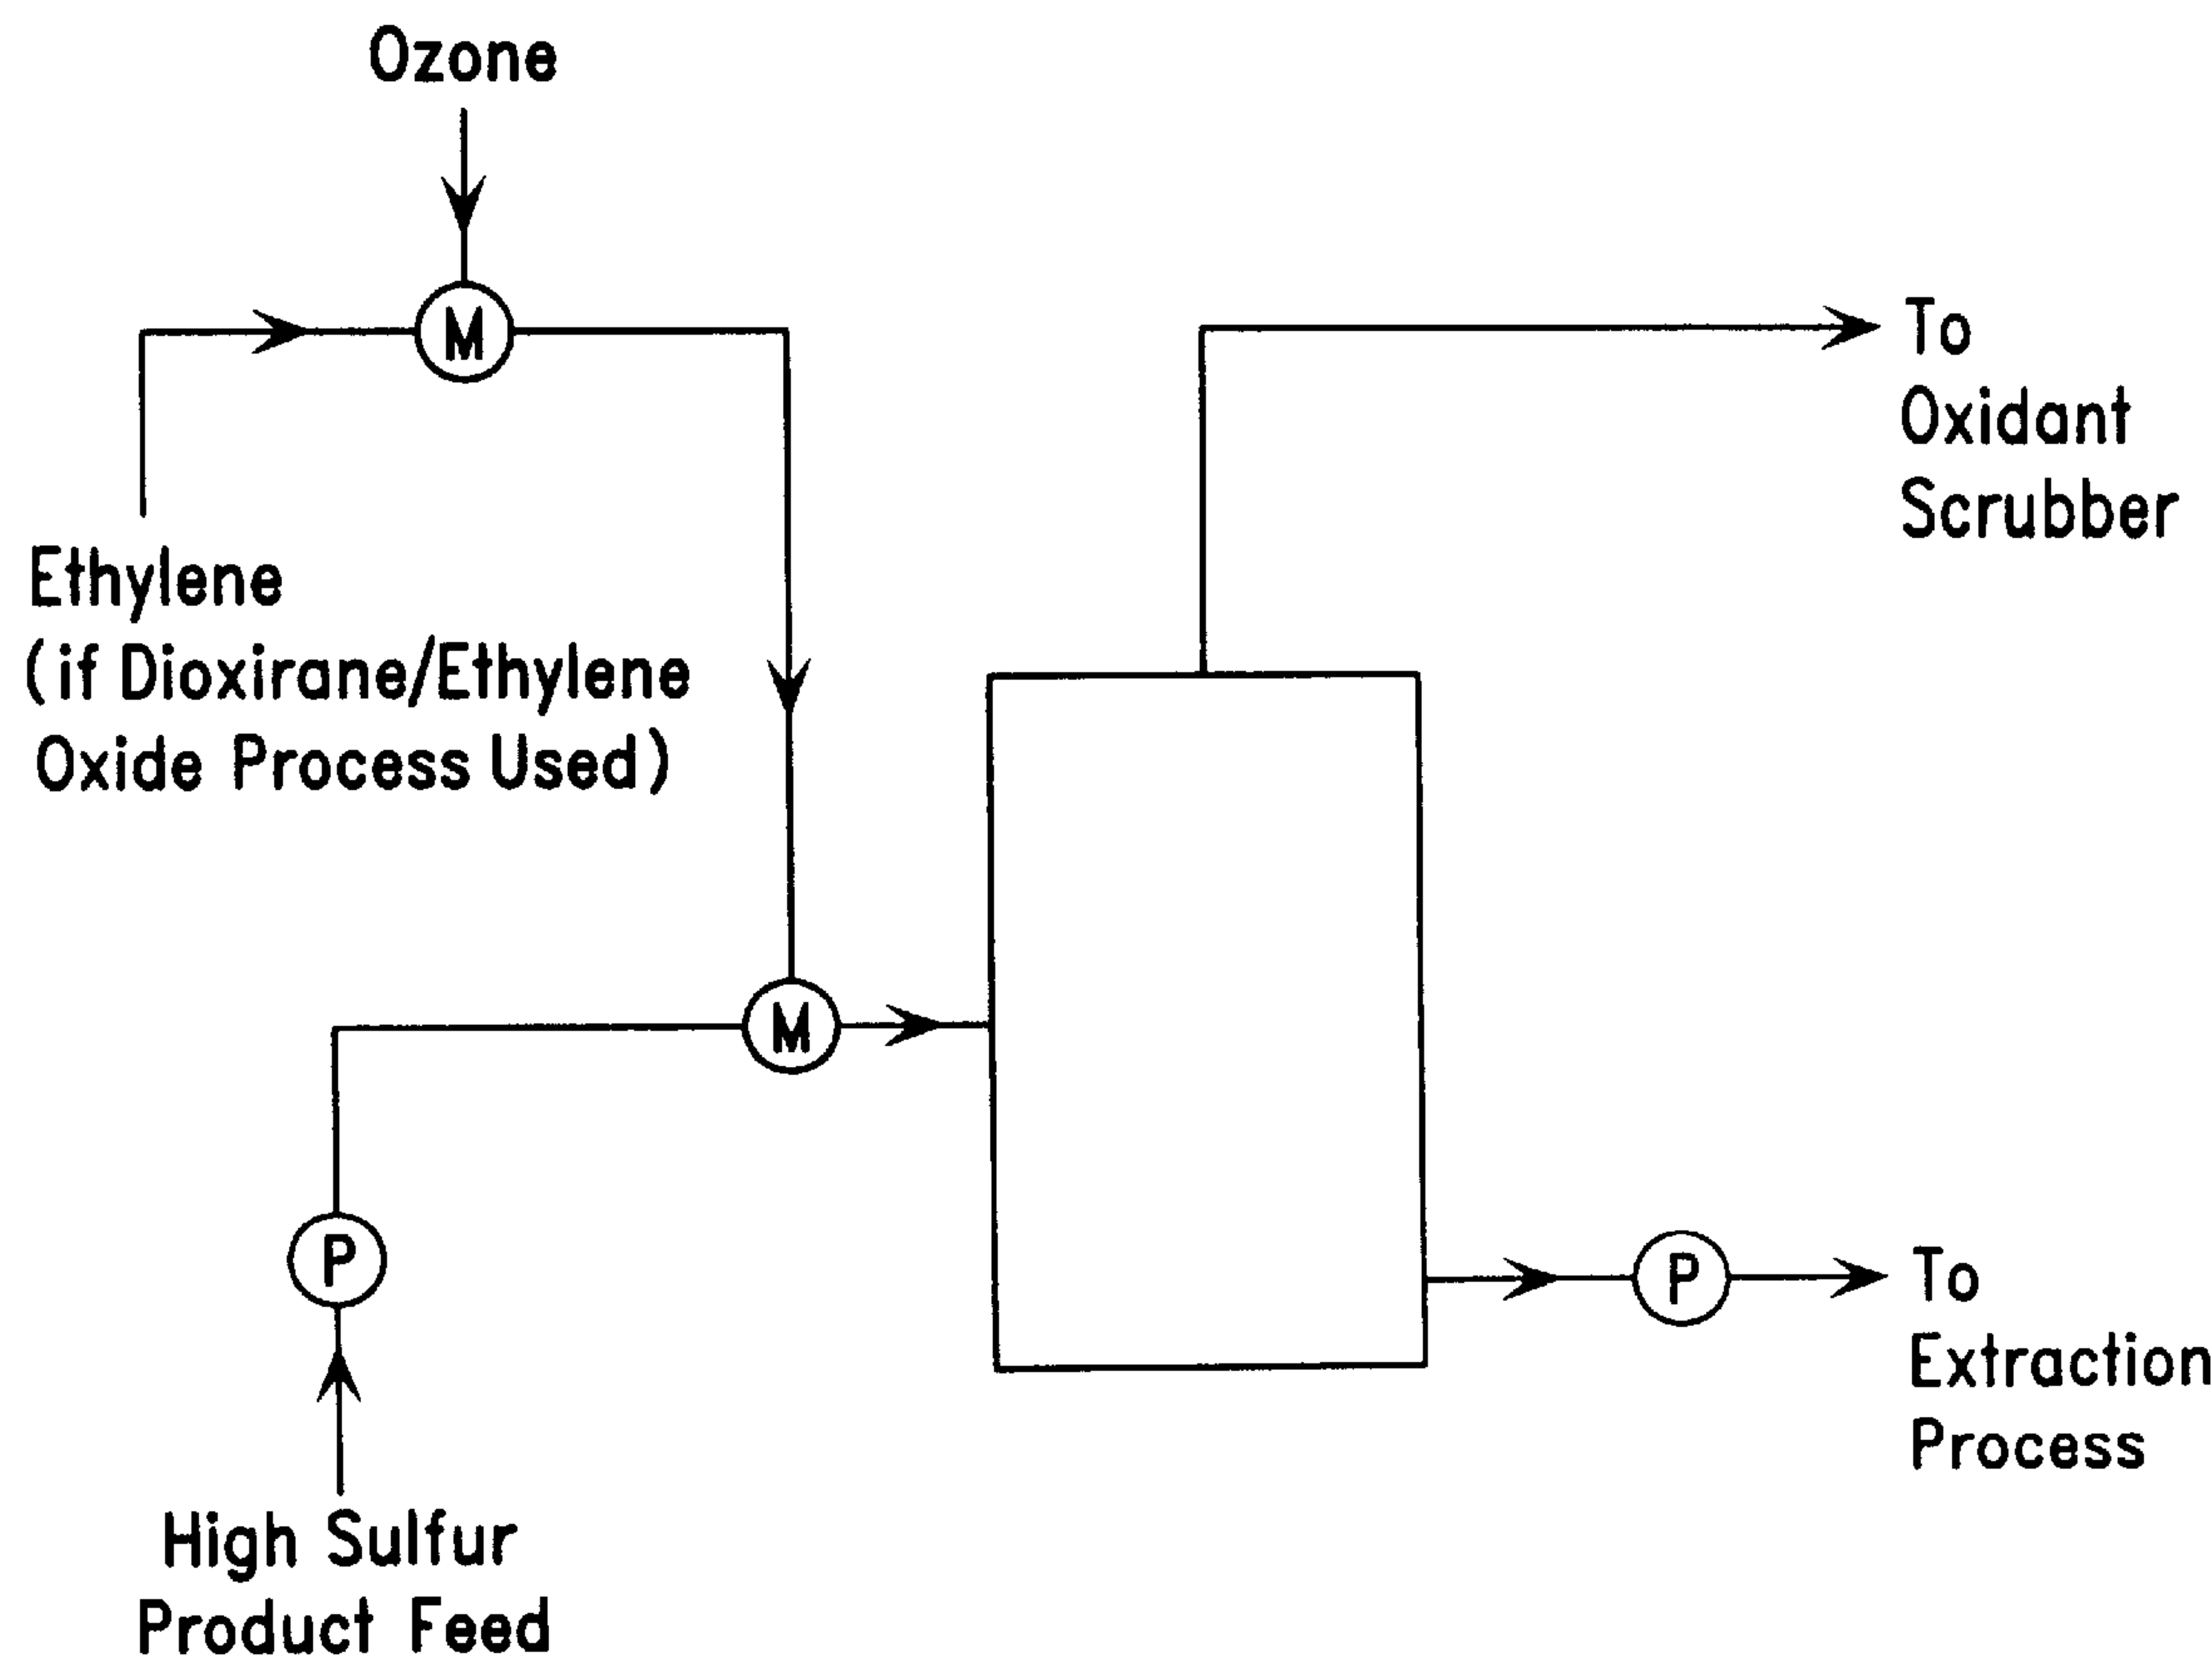 Ozone
M
To
Oxidant
Scrubber
Ethylene
(if Dioxirane/Ethylene
Oxide Process Used)
M
P
P
To
Extraction
Process
High Sulfur
Product Feed